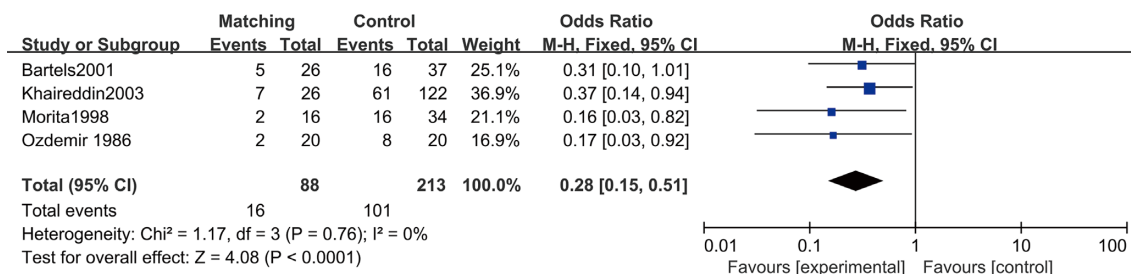 Matching Control Odds Ratio Odds Ratio
Study or Subgroup Events Total Events Total Weight M-H, Fixed, 95% CI M-H, Fixed, 95% CI
Bartels2001 5 26 16 37 25.1% 0.31 [0.10, 1.01]
Khaireddin2003 7 26 61 122 36.9% 0.37 [0.14, 0.94]
Morita1998 2 16 16 34 21.1% 0.16 [0.03, 0.82]
Ozdemir 1986 2 20 8 20 16.9% 0.17 [0.03, 0.92]
Total (95% CI) 88 213 100.0% 0.28 [0.15, 0.51]
Total events 16 101
Heterogeneity: Chi² = 1.17, df = 3 (P = 0.76); I² = 0%
Test for overall effect: Z = 4.08 (P < 0.0001)
0.01 0.1 1 10 100
Favours [experimental] Favours [control]